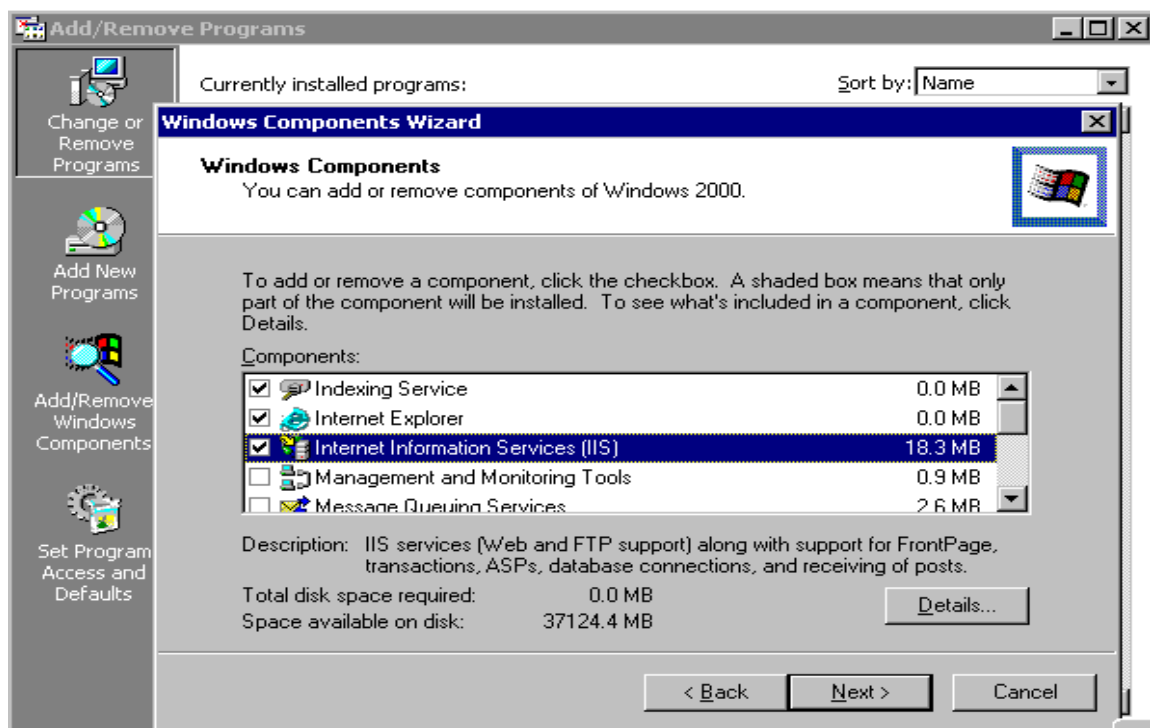 Add/Remove Programs
Change or
Remove
Programs
Add New
Programs
Add/Remove
Windows
Components
Set Program
Access and
Defaults
Currently installed programs:
Sort by: Name
Windows Components Wizard
Windows Components
You can add or remove components of Windows 2000.
To add or remove a component, click the checkbox. A shaded box means that only
part of the component will be installed. To see what's included in a component, click
Details.
Components:
Indexing Service 0.0 MB
Internet Explorer 0.0 MB
Internet Information Services (IIS) 18.3 MB
Management and Monitoring Tools 0.9 MB
Message Queuing Services 2.6 MB
Description: IIS services (Web and FTP support) along with support for FrontPage,
transactions, ASPs, database connections, and receiving of posts.
Total disk space required: 0.0 MB
Space available on disk: 37124.4 MB
Details...
< Back Next > Cancel